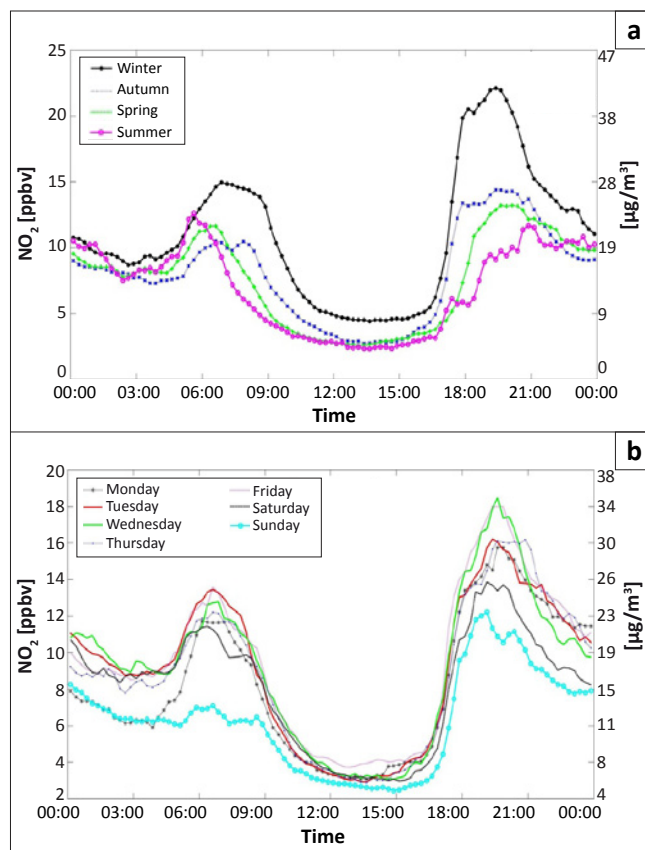 a
25
20
15
10
5
0
NO2 [ppbv]
Winter
Autumn
Spring
Summer
47
38
28
19
9
0
[µg/m³]
00:00 03:00 06:00 09:00 12:00 15:00 18:00 21:00 00:00
Time
b
20
18
16
14
12
10
8
6
4
2
NO2 [ppbv]
Monday Friday
Tuesday Saturday
Wednesday Sunday
Thursday
38
34
30
26
23
19
15
11
8
4
[µg/m³]
00:00 03:00 06:00 09:00 12:00 15:00 18:00 21:00 00:00
Time